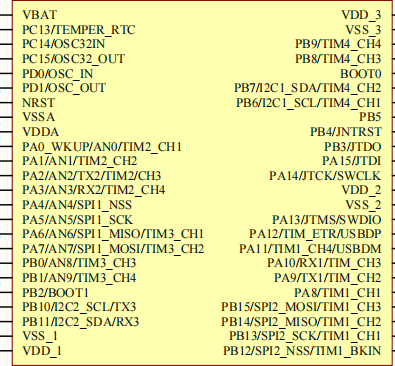 VBAT
PC13/TEMPER_RTC
PC14/OSC32IN
PC15/OSC32_OUT
PD0/OSC_IN
PD1/OSC_OUT
NRST
VSSA
VDDA
PA0_WKUP/AN0/TIM2_CH1
PA1/AN1/TIM2_CH2
PA2/AN2/TX2/TIM2/CH3
PA3/AN3/RX2/TIM2_CH4
PA4/AN4/SPI1_NSS
PA5/AN5/SPI1_SCK
PA6/AN6/SPI1_MISO/TIM3_CH1
PA7/AN7/SPI1_MOSI/TIM3_CH2
PB0/AN8/TIM3_CH3
PB1/AN9/TIM3_CH4
PB2/BOOT1
PB10/I2C2_SCL/TX3
PB11/I2C2_SDA/RX3
VSS_1
VDD_1
VDD_3
VSS_3
PB9/TIM4_CH4
PB8/TIM4_CH3
BOOT0
PB7/I2C1_SDA/TIM4_CH2
PB6/I2C1_SCL/TIM4_CH1
PB5
PB4/JNTRST
PB3/JTDO
PA15/JTDI
PA14/JTCK/SWCLK
VDD_2
VSS_2
PA13/JTMS/SWDIO
PA12/TIM_ETR/USBDP
PA11/TIM1_CH4/USBDM
PA10/RX1/TIM_CH3
PA9/TX1/TIM_CH2
PA8/TIM1_CH1
PB15/SPI2_MOSI/TIM1_CH3
PB14/SPI2_MISO/TIM1_CH2
PB13/SPI2_SCK/TIM1_CH1
PB12/SPI2_NSS/TIM1_BKIN